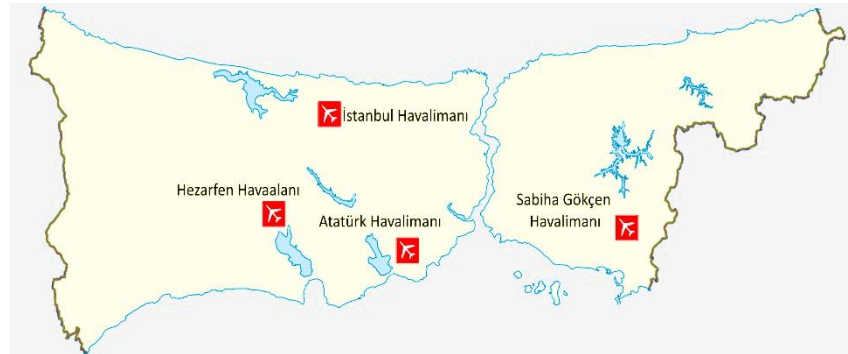 İstanbul Havalimanı
Hezarfen Havaalanı
Atatürk Havalimanı
Sabiha Gökçen
Havalimanı